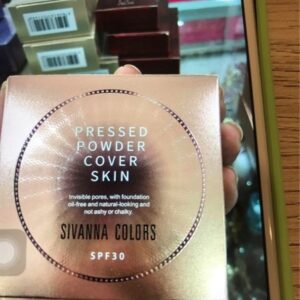 PRESSED
POWDER
COVER
SKIN
Invisible pores, with foundation
oil-free and natural-looking and
not ashy or chalky.
SIVANNA COLORS
SPF30